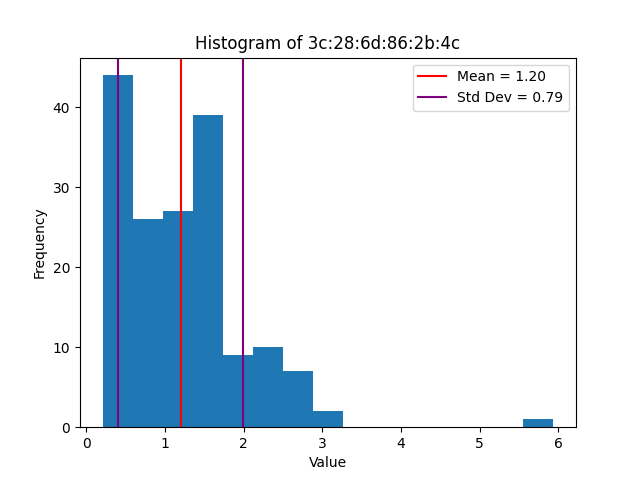 Histogram of 3c:28:6d:86:2b:4c
Mean = 1.20
Std Dev = 0.79
Frequency
40
30
20
10
0
0 1 2 3 4 5 6
Value